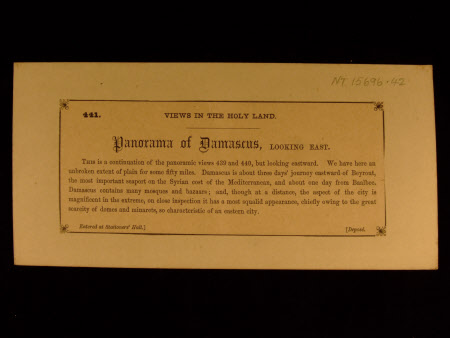 NT 15696-42
441. VIEWS IN THE HOLY LAND.
Panorama of Damascus, LOOKING EAST.
This is a continuation of the panoramic views 439 and 440, but looking eastward. We have here an
unbroken extent of plain for some fifty miles. Damascus is about three days' journey eastward of Beyrout,
the most important seaport on the Syrian cost of the Mediterranean, and about one day from Baalbec.
Damascus contains many mosques and bazaars; and, though at a distance, the aspect of the city is
magnificent in the extreme, on close inspection it has a most squalid appearance, chiefly owing to the great
scarcity of domes and minarets, so characteristic of an eastern city.
Entered at Stationers' Hall.] [Deposé.